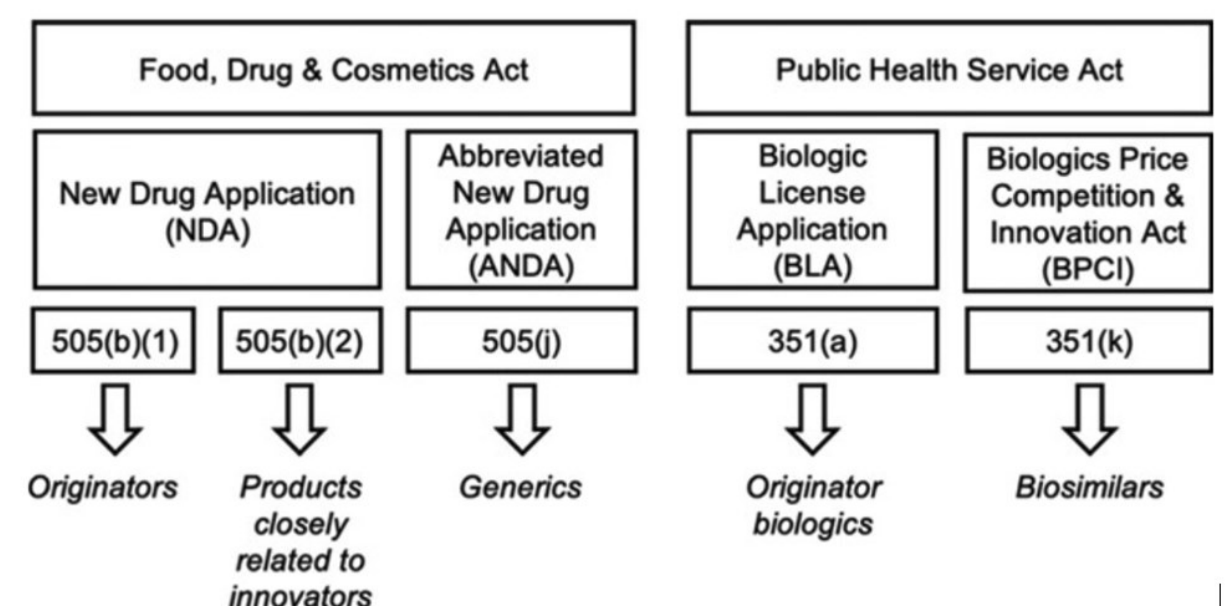 Food, Drug & Cosmetics Act
Public Health Service Act
New Drug Application
(NDA)
Abbreviated
New Drug
Application
(ANDA)
Biologic
License
Application
(BLA)
Biologics Price
Competition &
Innovation Act
(BPCI)
505(b)(1)
505(b)(2)
505(j)
351(a)
351(k)
Originators
Products
closely
related to
innovators
Generics
Originator
biologics
Biosimilars